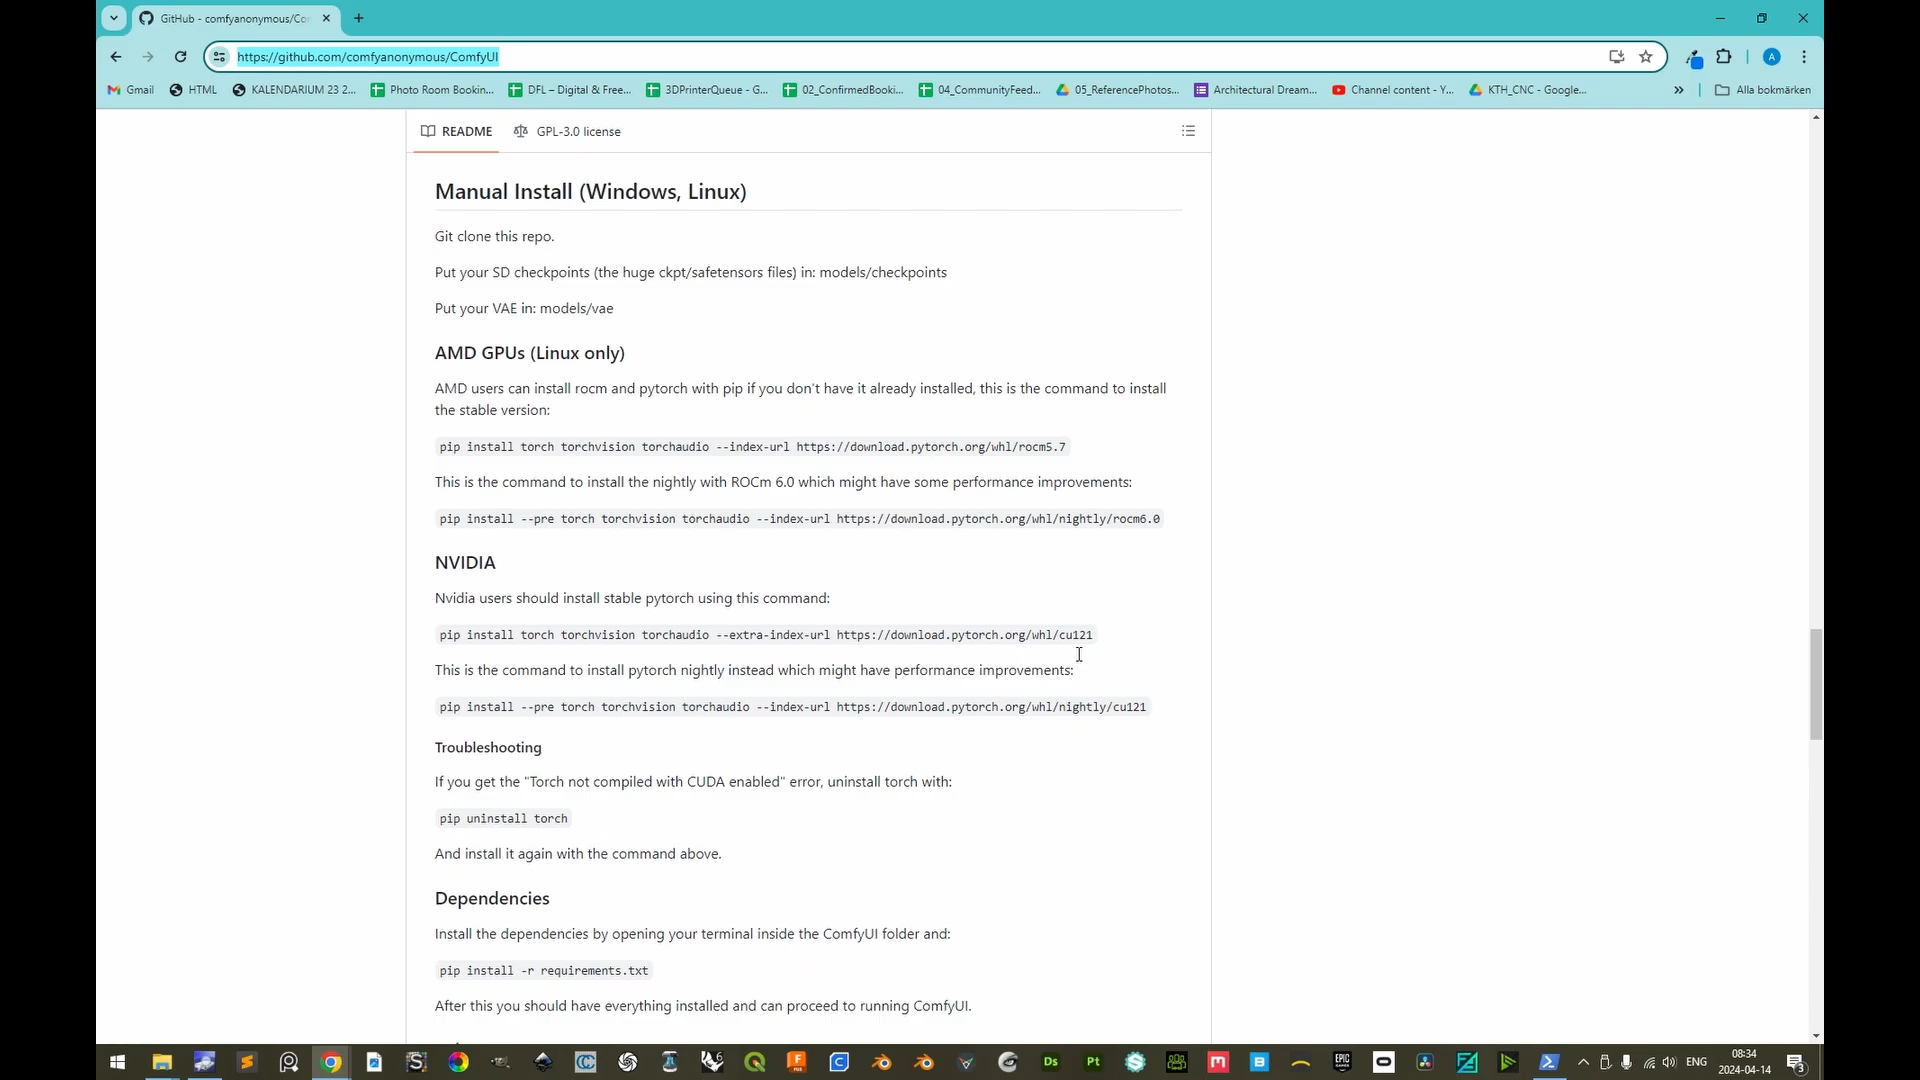 GitHub - comfyanonymous/Co
https://github.com/comfyanonymous/ComfyUI
A
Gmail
HTML
KALENDARIUM 23 2...
Photo Room Bookin...
DFL – Digital & Free...
3DPrinterQueue - G...
02_ConfirmedBooki...
04_CommunityFeed...
05_ReferencePhotos...
Architectural Dream...
Channel content - Y...
KTH_CNC - Google...
Alla bokmärken
README
GPL-3.0 license
Manual Install (Windows, Linux)
Git clone this repo.
Put your SD checkpoints (the huge ckpt/safetensors files) in: models/checkpoints
Put your VAE in: models/vae
AMD GPUs (Linux only)
AMD users can install rocm and pytorch with pip if you don't have it already installed, this is the command to install
the stable version:
pip install torch torchvision torchaudio --index-url https://download.pytorch.org/whl/rocm5.7
This is the command to install the nightly with ROCm 6.0 which might have some performance improvements:
pip install --pre torch torchvision torchaudio --index-url https://download.pytorch.org/whl/nightly/rocm6.0
NVIDIA
Nvidia users should install stable pytorch using this command:
pip install torch torchvision torchaudio --extra-index-url https://download.pytorch.org/whl/cu121
This is the command to install pytorch nightly instead which might have performance improvements:
pip install --pre torch torchvision torchaudio --index-url https://download.pytorch.org/whl/nightly/cu121
Troubleshooting
If you get the "Torch not compiled with CUDA enabled" error, uninstall torch with:
pip uninstall torch
And install it again with the command above.
Dependencies
Install the dependencies by opening your terminal inside the ComfyUI folder and:
pip install -r requirements.txt
After this you should have everything installed and can proceed to running ComfyUI.
Ds
Pt
ENG
08:34
2024-04-14
3